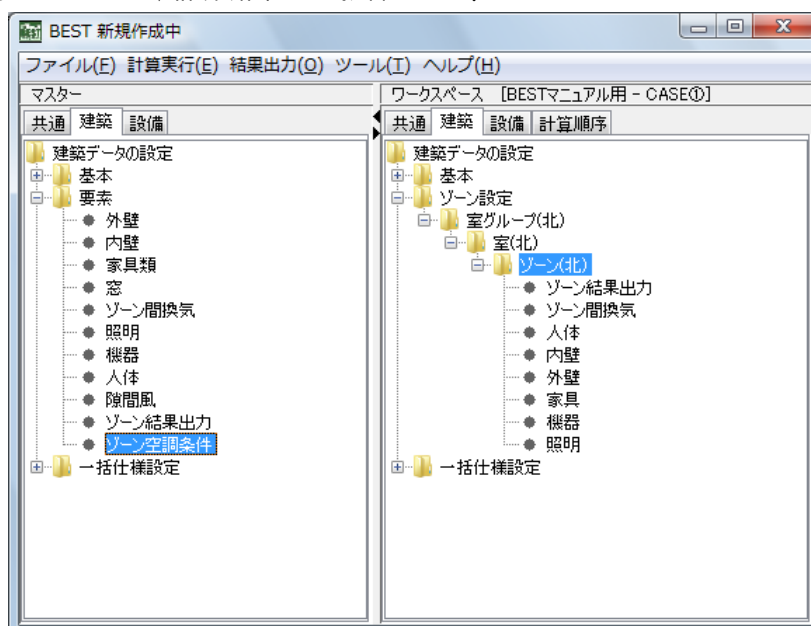 BEST 新規作成中
ファイル(F) 計算実行(E) 結果出力(O) ツール(T) ヘルプ(H)
マスター
共通 建築 設備
建築データの設定
基本
要素
外壁
内壁
家具類
窓
ゾーン間換気
照明
機器
人体
隙間風
ゾーン結果出力
ゾーン空調条件
一括仕様設定
ワークスペース [BESTマニュアル用 - CASE①]
共通 建築 設備 計算順序
建築データの設定
基本
ゾーン設定
室グループ(北)
室(北)
ゾーン(北)
ゾーン結果出力
ゾーン間換気
人体
内壁
外壁
家具
機器
照明
一括仕様設定